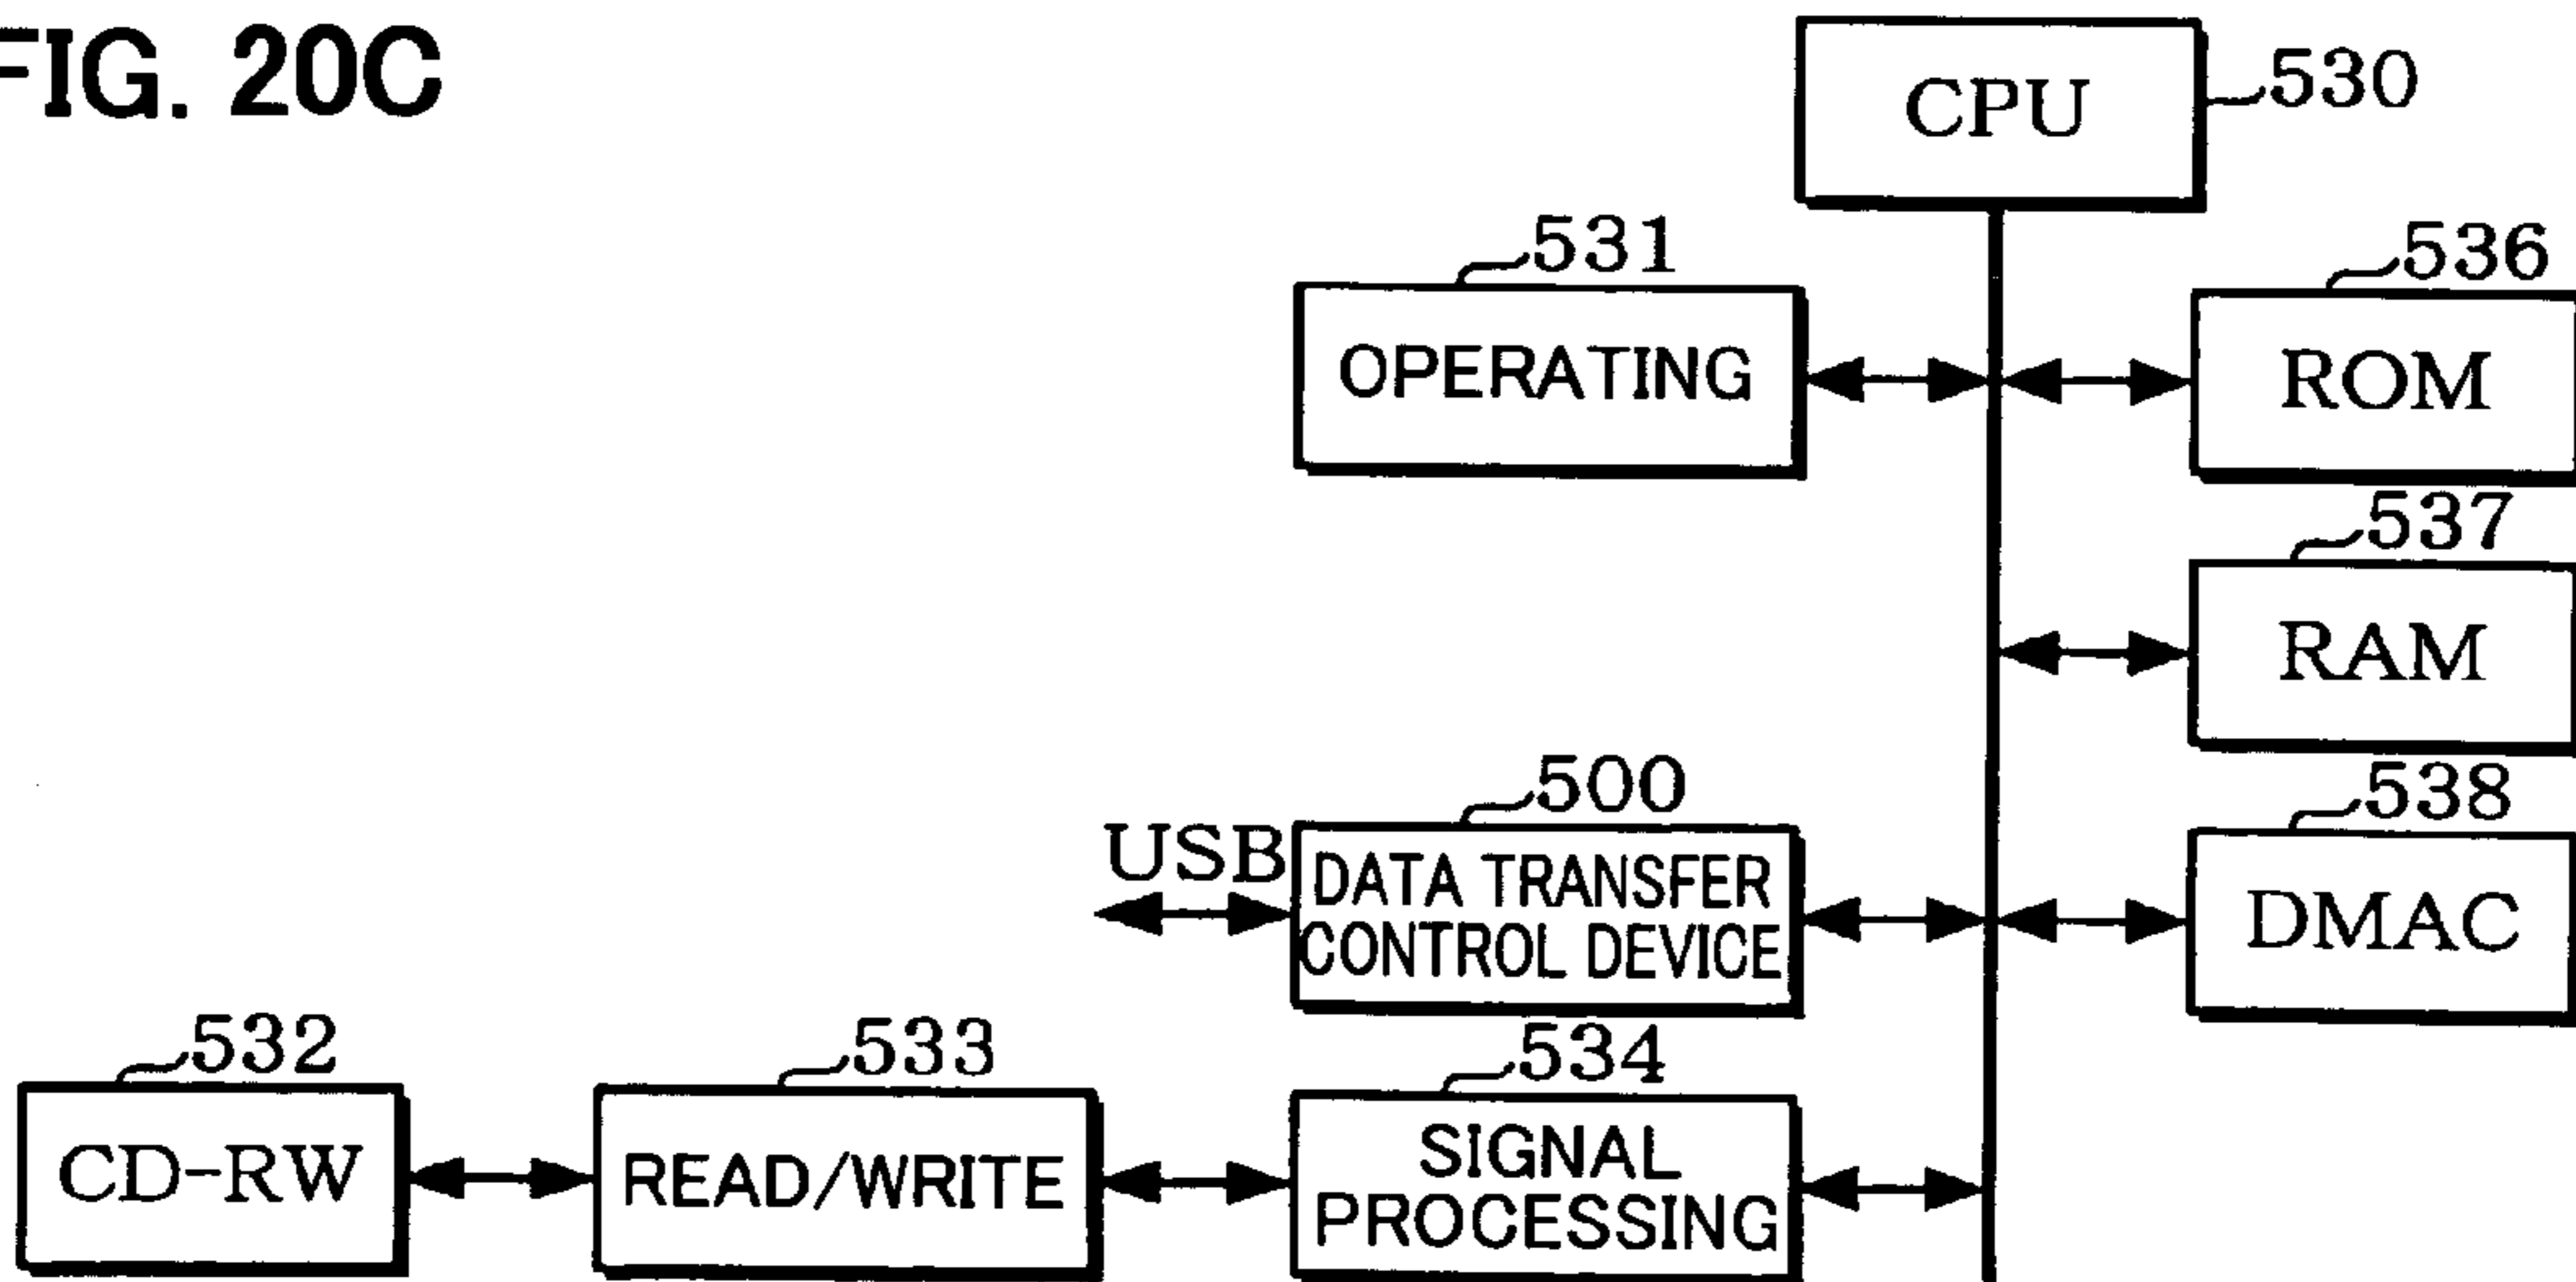 FIG. 20C
CPU
530
531
536
OPERATING
ROM
537
RAM
500
538
USB
DATA TRANSFER
CONTROL DEVICE
DMAC
532
533
534
CD-RW
READ/WRITE
SIGNAL
PROCESSING